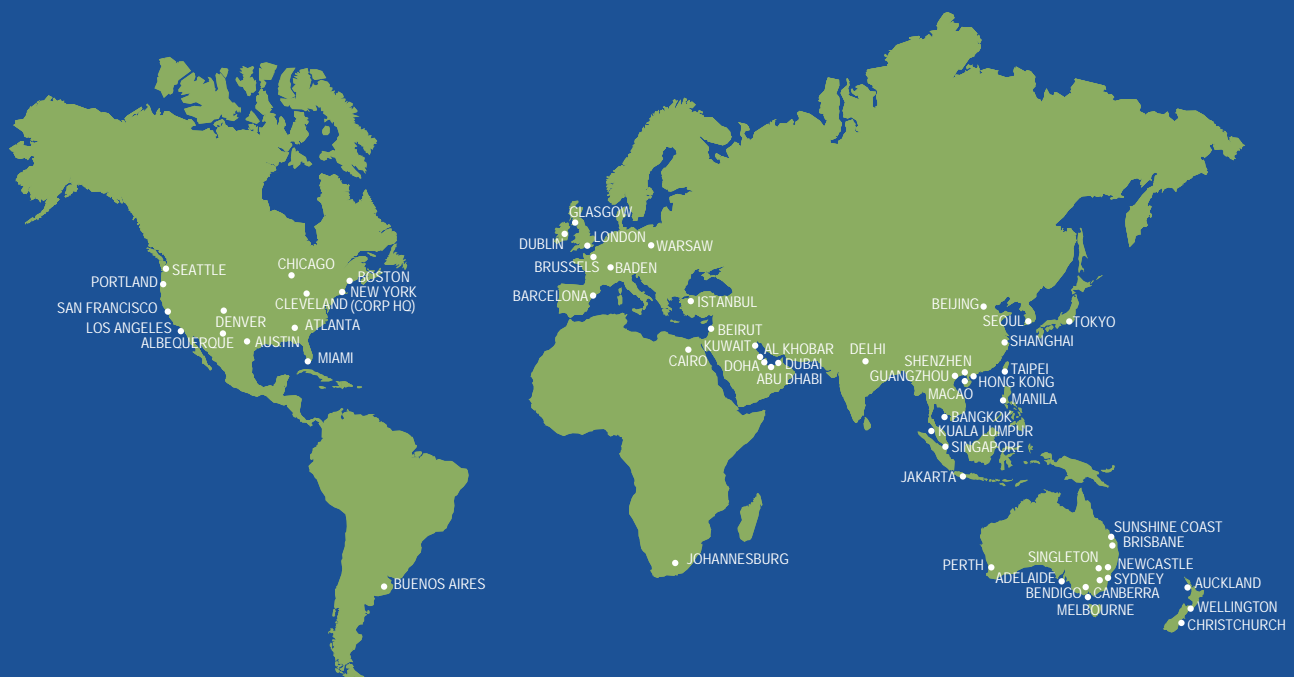 GLASGOW
LONDON
DUBLIN
WARSAW
BRUSSELS
BADEN
BARCELONA
ISTANBUL
SEATTLE
CHICAGO
PORTLAND
BOSTON
NEW YORK
(CORP HQ)
CLEVELAND
SAN FRANCISCO
DENVER
LOS ANGELES
ATLANTA
ALBEQUERQUE
AUSTIN
MIAMI
BEIJING
SEOUL
TOKYO
BEIRUT
SHANGHAI
KUWAIT
AL KHOBAR
DELHI
CAIRO
DOHA
DUBAI
ABU DHABI
SHENZHEN
TAIPEI
GUANGZHOU
HONG KONG
MACAO
MANILA
BANGKOK
KUALA LUMPUR
SINGAPORE
JAKARTA
SUNSHINE COAST
BRISBANE
JOHANNESBURG
SINGLETON
PERTH
NEWCASTLE
ADELAIDE
SYDNEY
BUENOS AIRES
AUCKLAND
BENDIGO
CANBERRA
MELBOURNE
WELLINGTON
CHRISTCHURCH